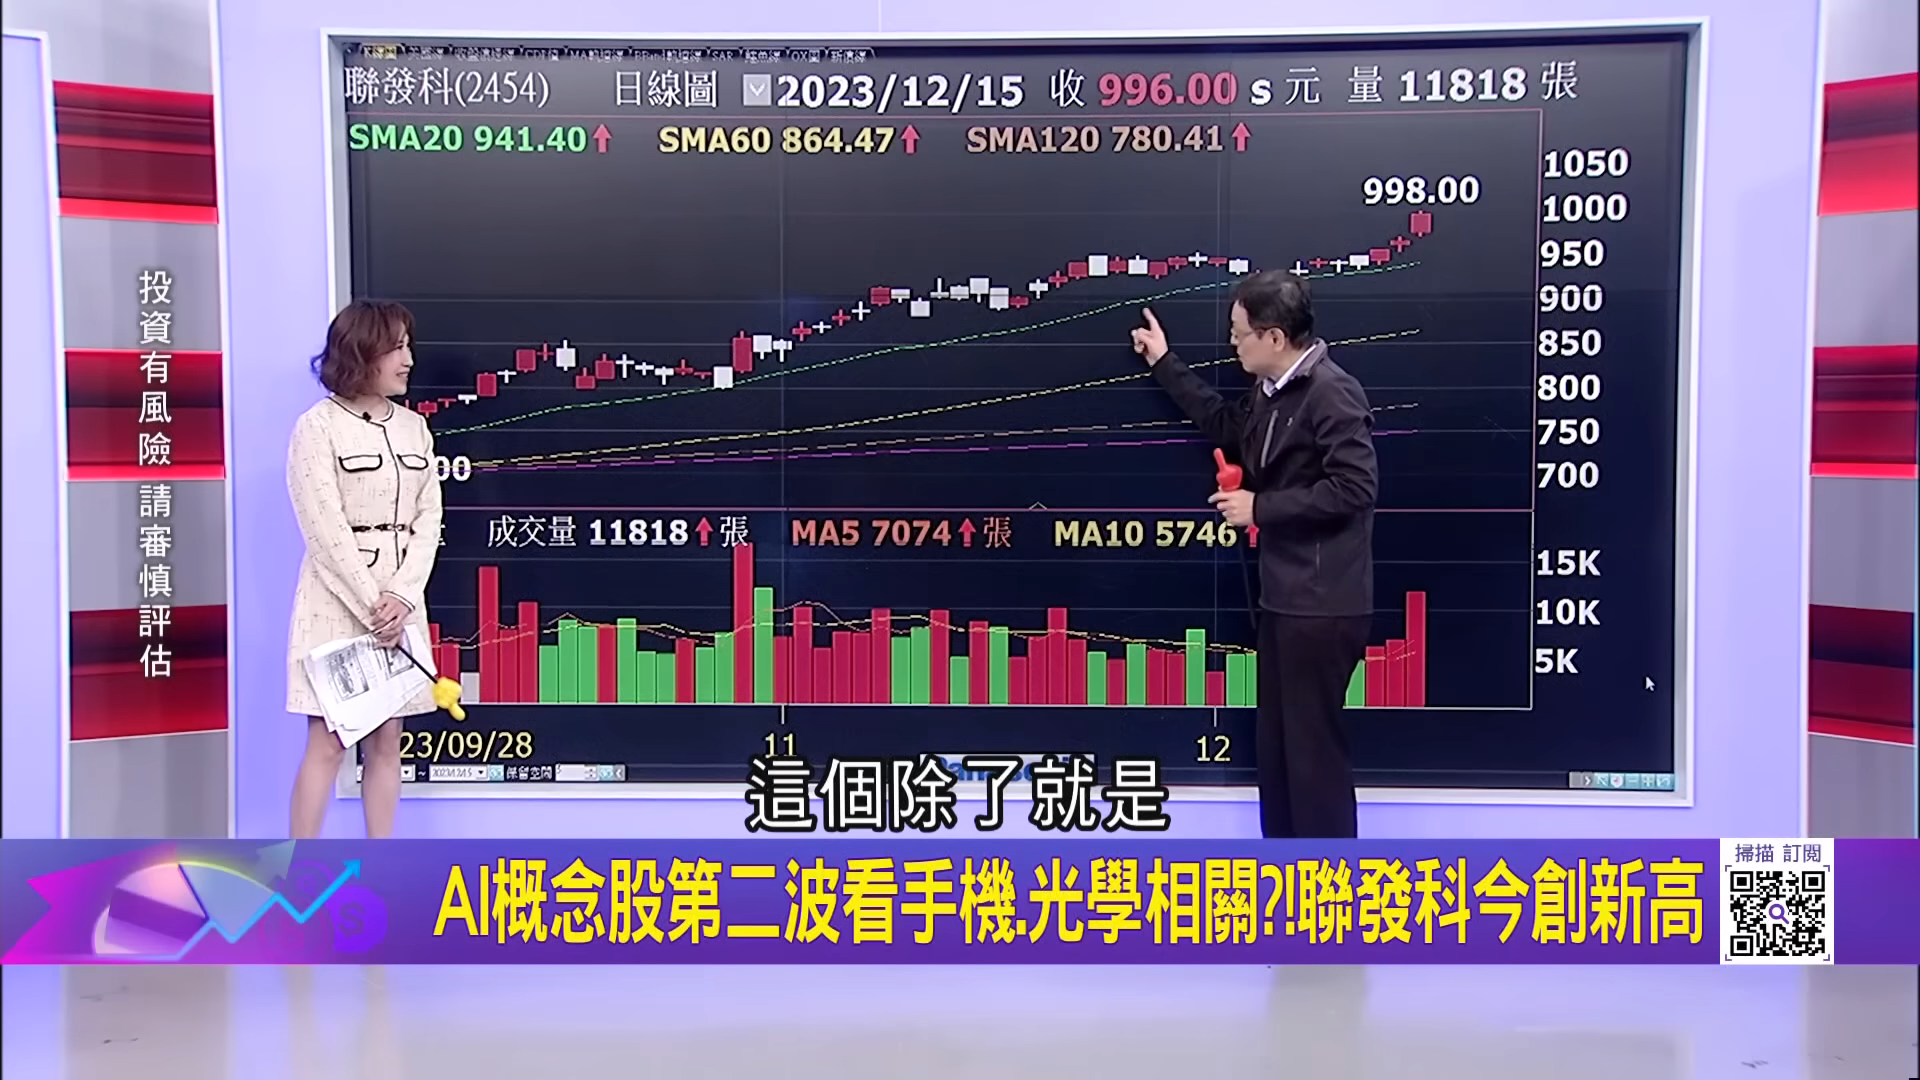 聯發科(2454) 日線圖 2023/12/15 收 996.00 s 元 量 11818 張
SMA20 941.40↑ SMA60 864.47↑ SMA120 780.41↑
998.00
1050
1000
950
900
850
800
750
700
00
成交量 11818↑張 MA5 7074↑張 MA10 5746↑
15K
10K
5K
23/09/28
11
12
保留空間
投資有風險 請審慎評估
這個除了就是
AI概念股第二波看手機.光學相關?!聯發科今創新高
掃描 訂閱